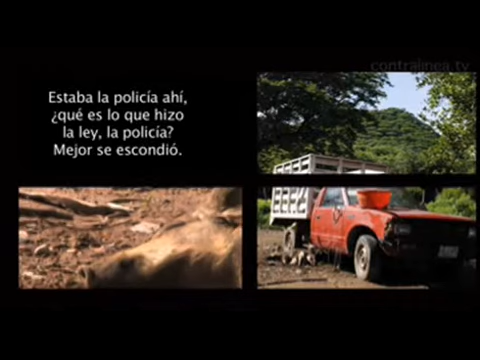 contralinea.tv
Estaba la policía ahí,
¿qué es lo que hizo
la ley, la policía?
Mejor se escondió.